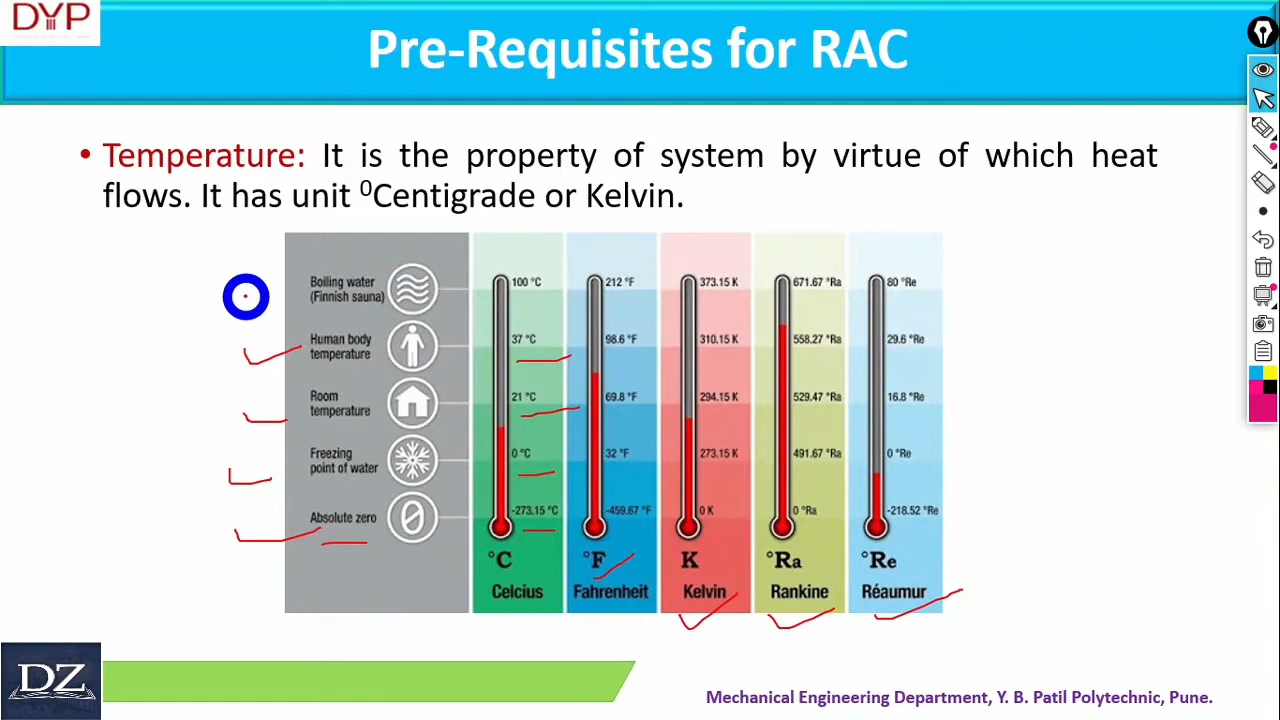 DYP
Pre-Requisites for RAC
• Temperature: It is the property of system by virtue of which heat
flows. It has unit ⁰Centigrade or Kelvin.
Boiling water
(Finnish sauna)
100 °C
212 °F
373.15 K
671.67 °Ra
80 °Re
Human body
temperature
37 °C
98.6 °F
310.15 K
558.27 °Ra
29.6 °Re
Room
temperature
21 °C
69.8 °F
294.15 K
529.47 °Ra
16.8 °Re
Freezing
point of water
0 °C
32 °F
273.15 K
491.67 °Ra
0 °Re
Absolute zero
-273.15 °C
-459.67 °F
0 K
0 °Ra
-218.52 °Re
°C
°F
K
°Ra
°Re
Celcius
Fahrenheit
Kelvin
Rankine
Réaumur
DZ
Mechanical Engineering Department, Y. B. Patil Polytechnic, Pune.